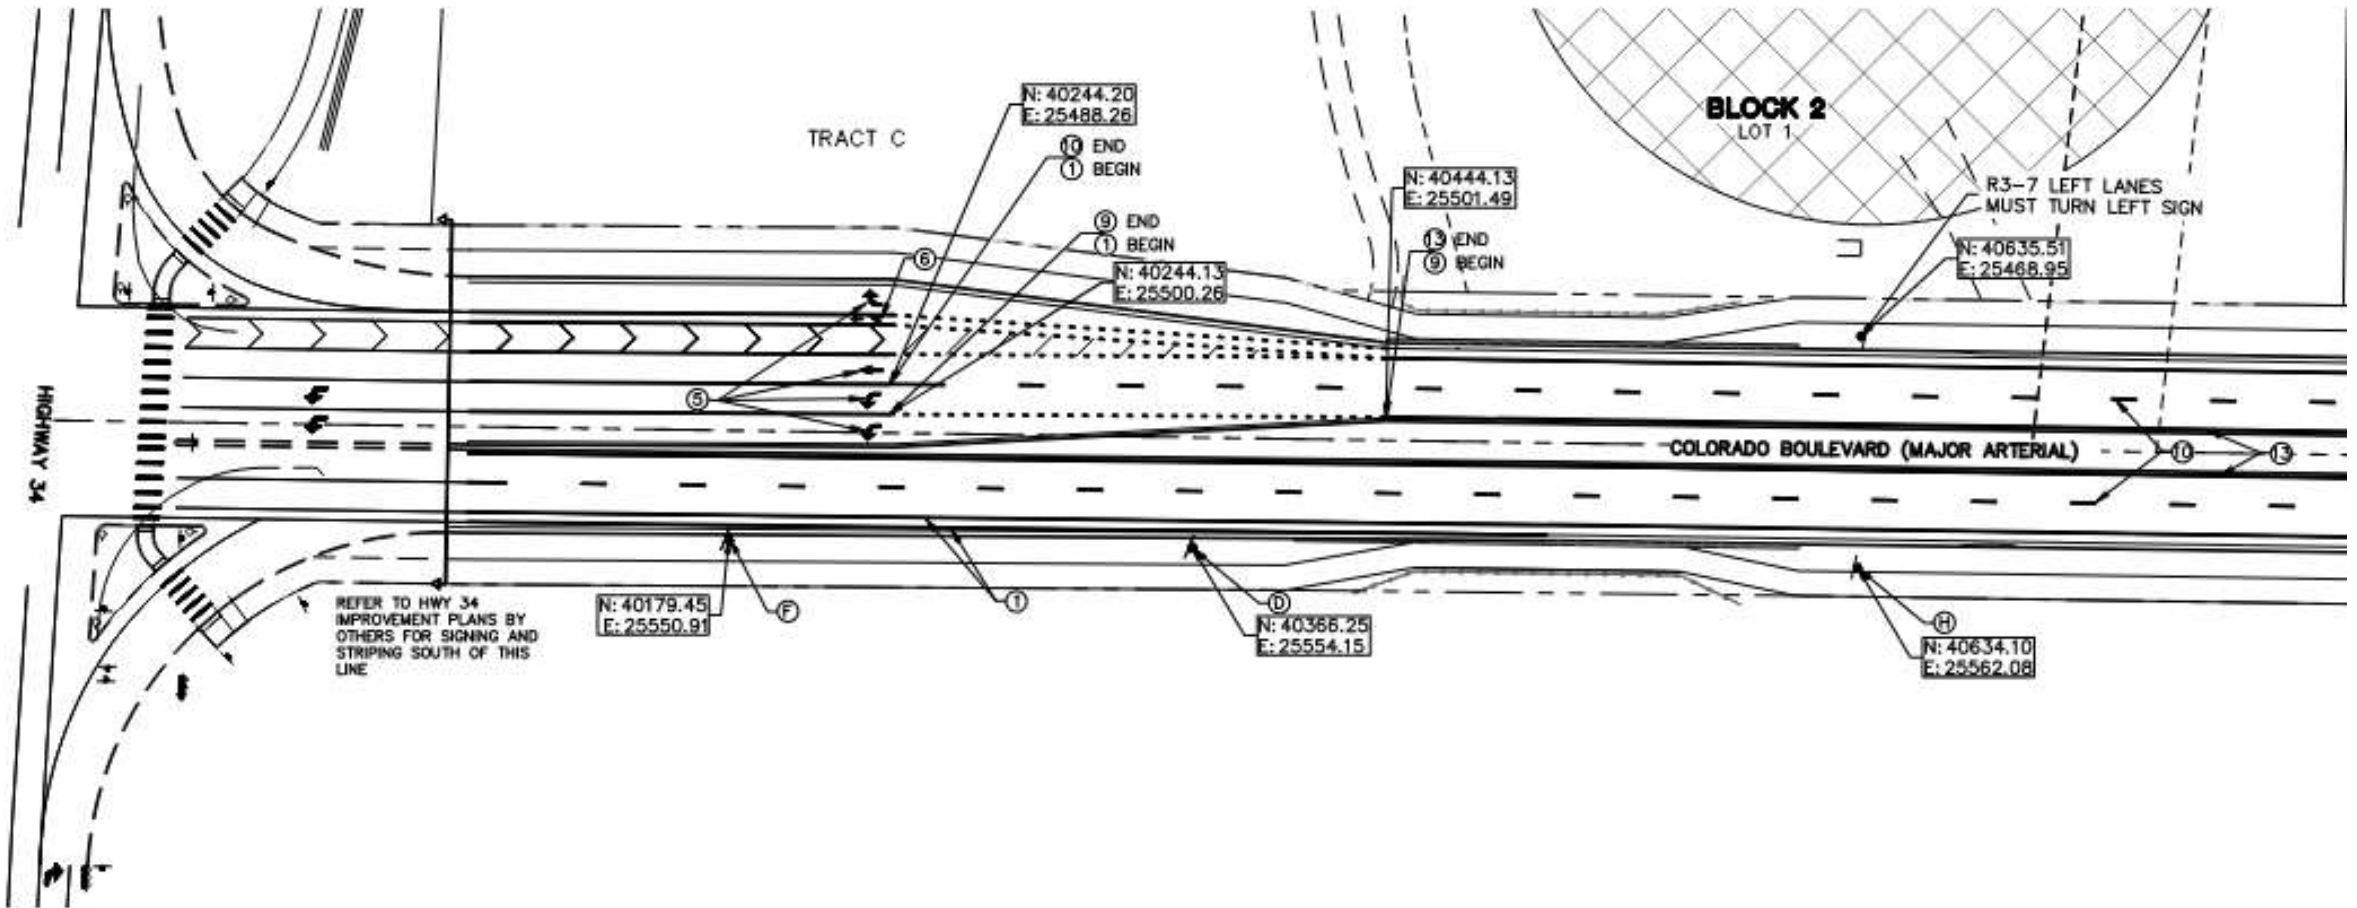 N: 40244.20
E: 25488.26
BLOCK 2
LOT 1
TRACT C
10 END
1 BEGIN
N: 40444.13
E: 25501.49
R3-7 LEFT LANES
MUST TURN LEFT SIGN
9 END
1 BEGIN
13 END
9 BEGIN
N: 40635.51
E: 25468.95
6
N: 40244.13
E: 25500.26
5
HIGHWAY 34
COLORADO BOULEVARD (MAJOR ARTERIAL)
10
13
REFER TO HWY 34
IMPROVEMENT PLANS BY
OTHERS FOR SIGNING AND
STRIPING SOUTH OF THIS
LINE
N: 40179.45
E: 25550.91
F
1
D
N: 40366.25
E: 25554.15
H
N: 40634.10
E: 25562.08